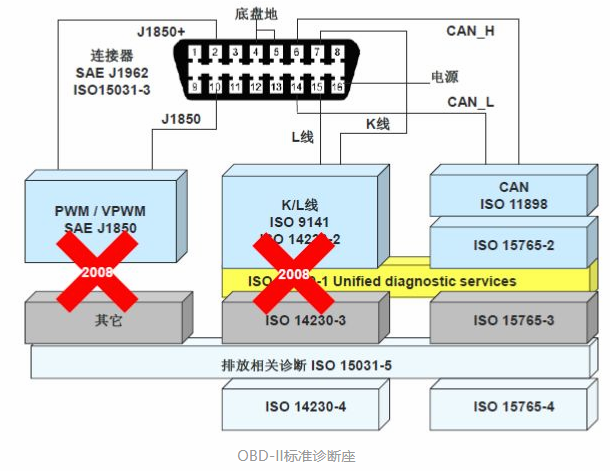 底盘地
J1850+
CAN_H
连接器
SAE J1962
ISO15031-3
1 2 3 4 5 6 7 8
9 10 11 12 13 14 15 16
电源
CAN_L
J1850
L线
K线
PWM / VPWM
SAE J1850
K/L线
ISO 9141
ISO 14230-2
CAN
ISO 11898
ISO 15765-2
2008
2008
ISO -1 Unified diagnostic services
其它
ISO 14230-3
ISO 15765-3
排放相关诊断 ISO 15031-5
ISO 14230-4
ISO 15765-4
OBD-II标准诊断座